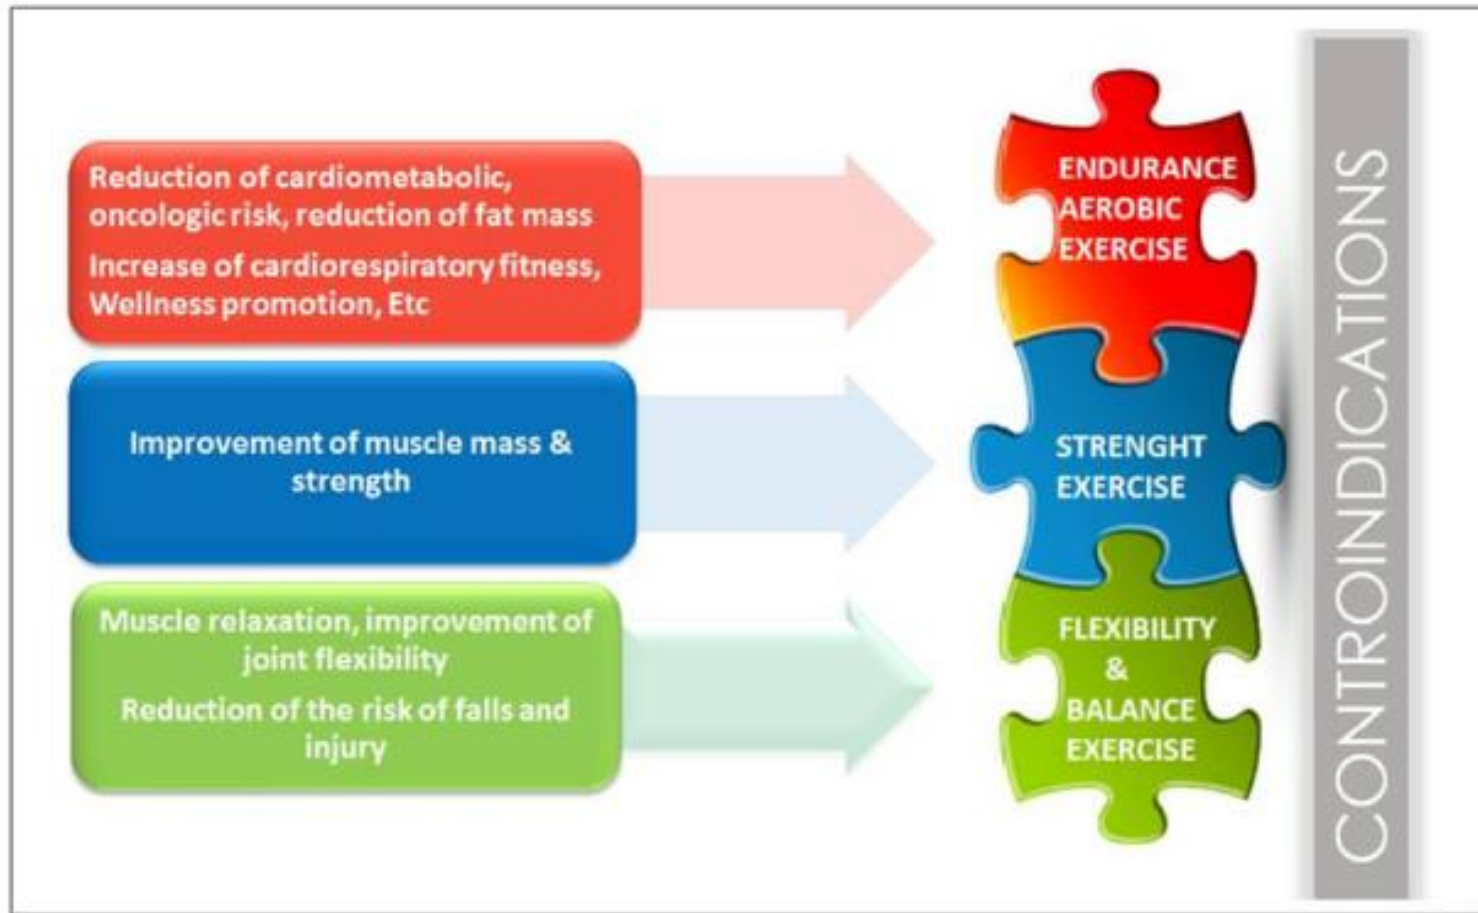 Reduction of cardiometabolic,
oncologic risk, reduction of fat mass
Increase of cardiorespiratory fitness,
Wellness promotion, Etc
ENDURANCE
AEROBIC
EXERCISE
Improvement of muscle mass &
strength
STRENGHT
EXERCISE
Muscle relaxation, improvement of
joint flexibility
Reduction of the risk of falls and
injury
FLEXIBILITY
&
BALANCE
EXERCISE
CONTROINDICATIONS